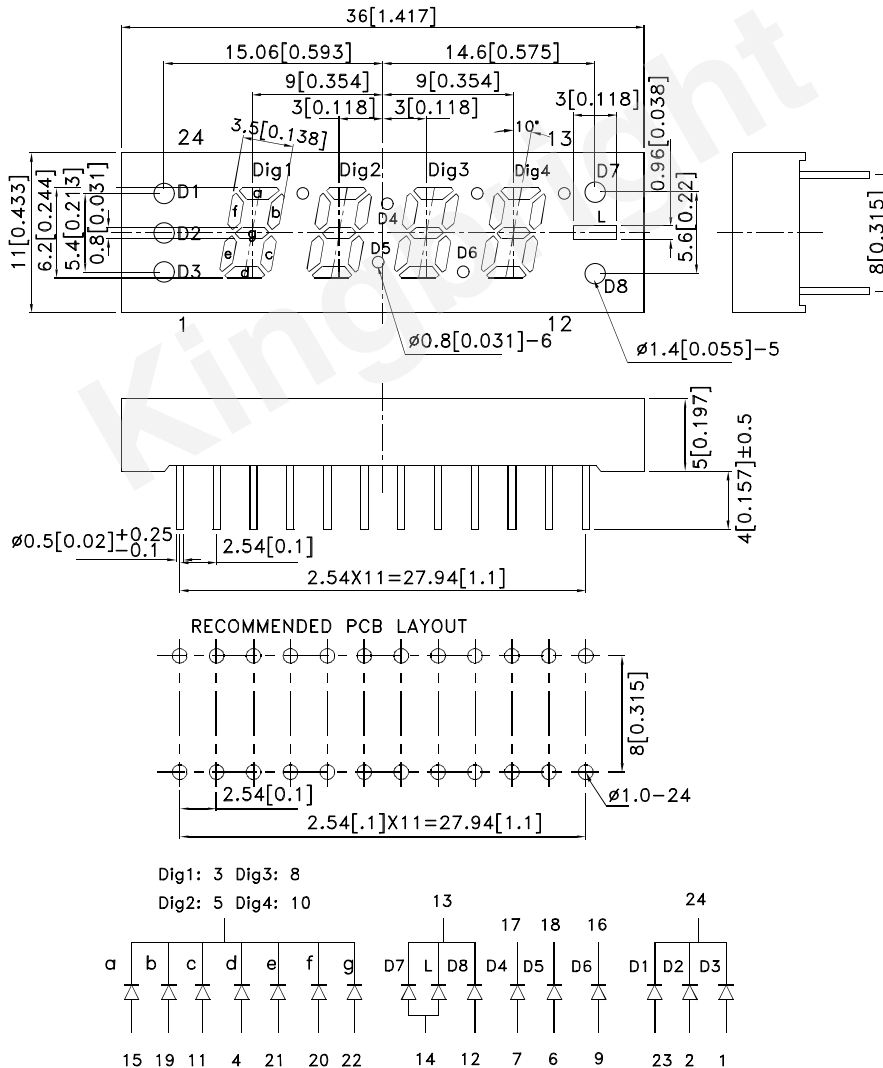 36[1.417]
15.06[0.593]
14.6[0.575]
9[0.354]
9[0.354]
3[0.118]
3[0.118]
3[0.118]
3.5[0.138]
10°
0.96[0.038]
24
13
11[0.433]
6.2[0.244]
5.4[0.213]
0.8[0.031]
Dig1
Dig2
Dig3
Dig4
D7
D1
a
f
b
D4
L
D2
g
5.6[0.22]
8[0.315]
e
c
D5
D6
D3
d
D8
1
12
ø0.8[0.031]-6
ø1.4[0.055]-5
Kingbright
5[0.197]
4[0.157]±0.5
ø0.5[0.02]+0.25
-0.1
2.54[0.1]
2.54X11=27.94[1.1]
RECOMMENDED PCB LAYOUT
8[0.315]
2.54[0.1]
ø1.0-24
2.54[.1]X11=27.94[1.1]
Dig1: 3 Dig3: 8
Dig2: 5 Dig4: 10
13
24
17 18 16
a b c d e f g D7 L D8 D4 D5 D6 D1 D2 D3
15 19 11 4 21 20 22 14 12 7 6 9 23 2 1